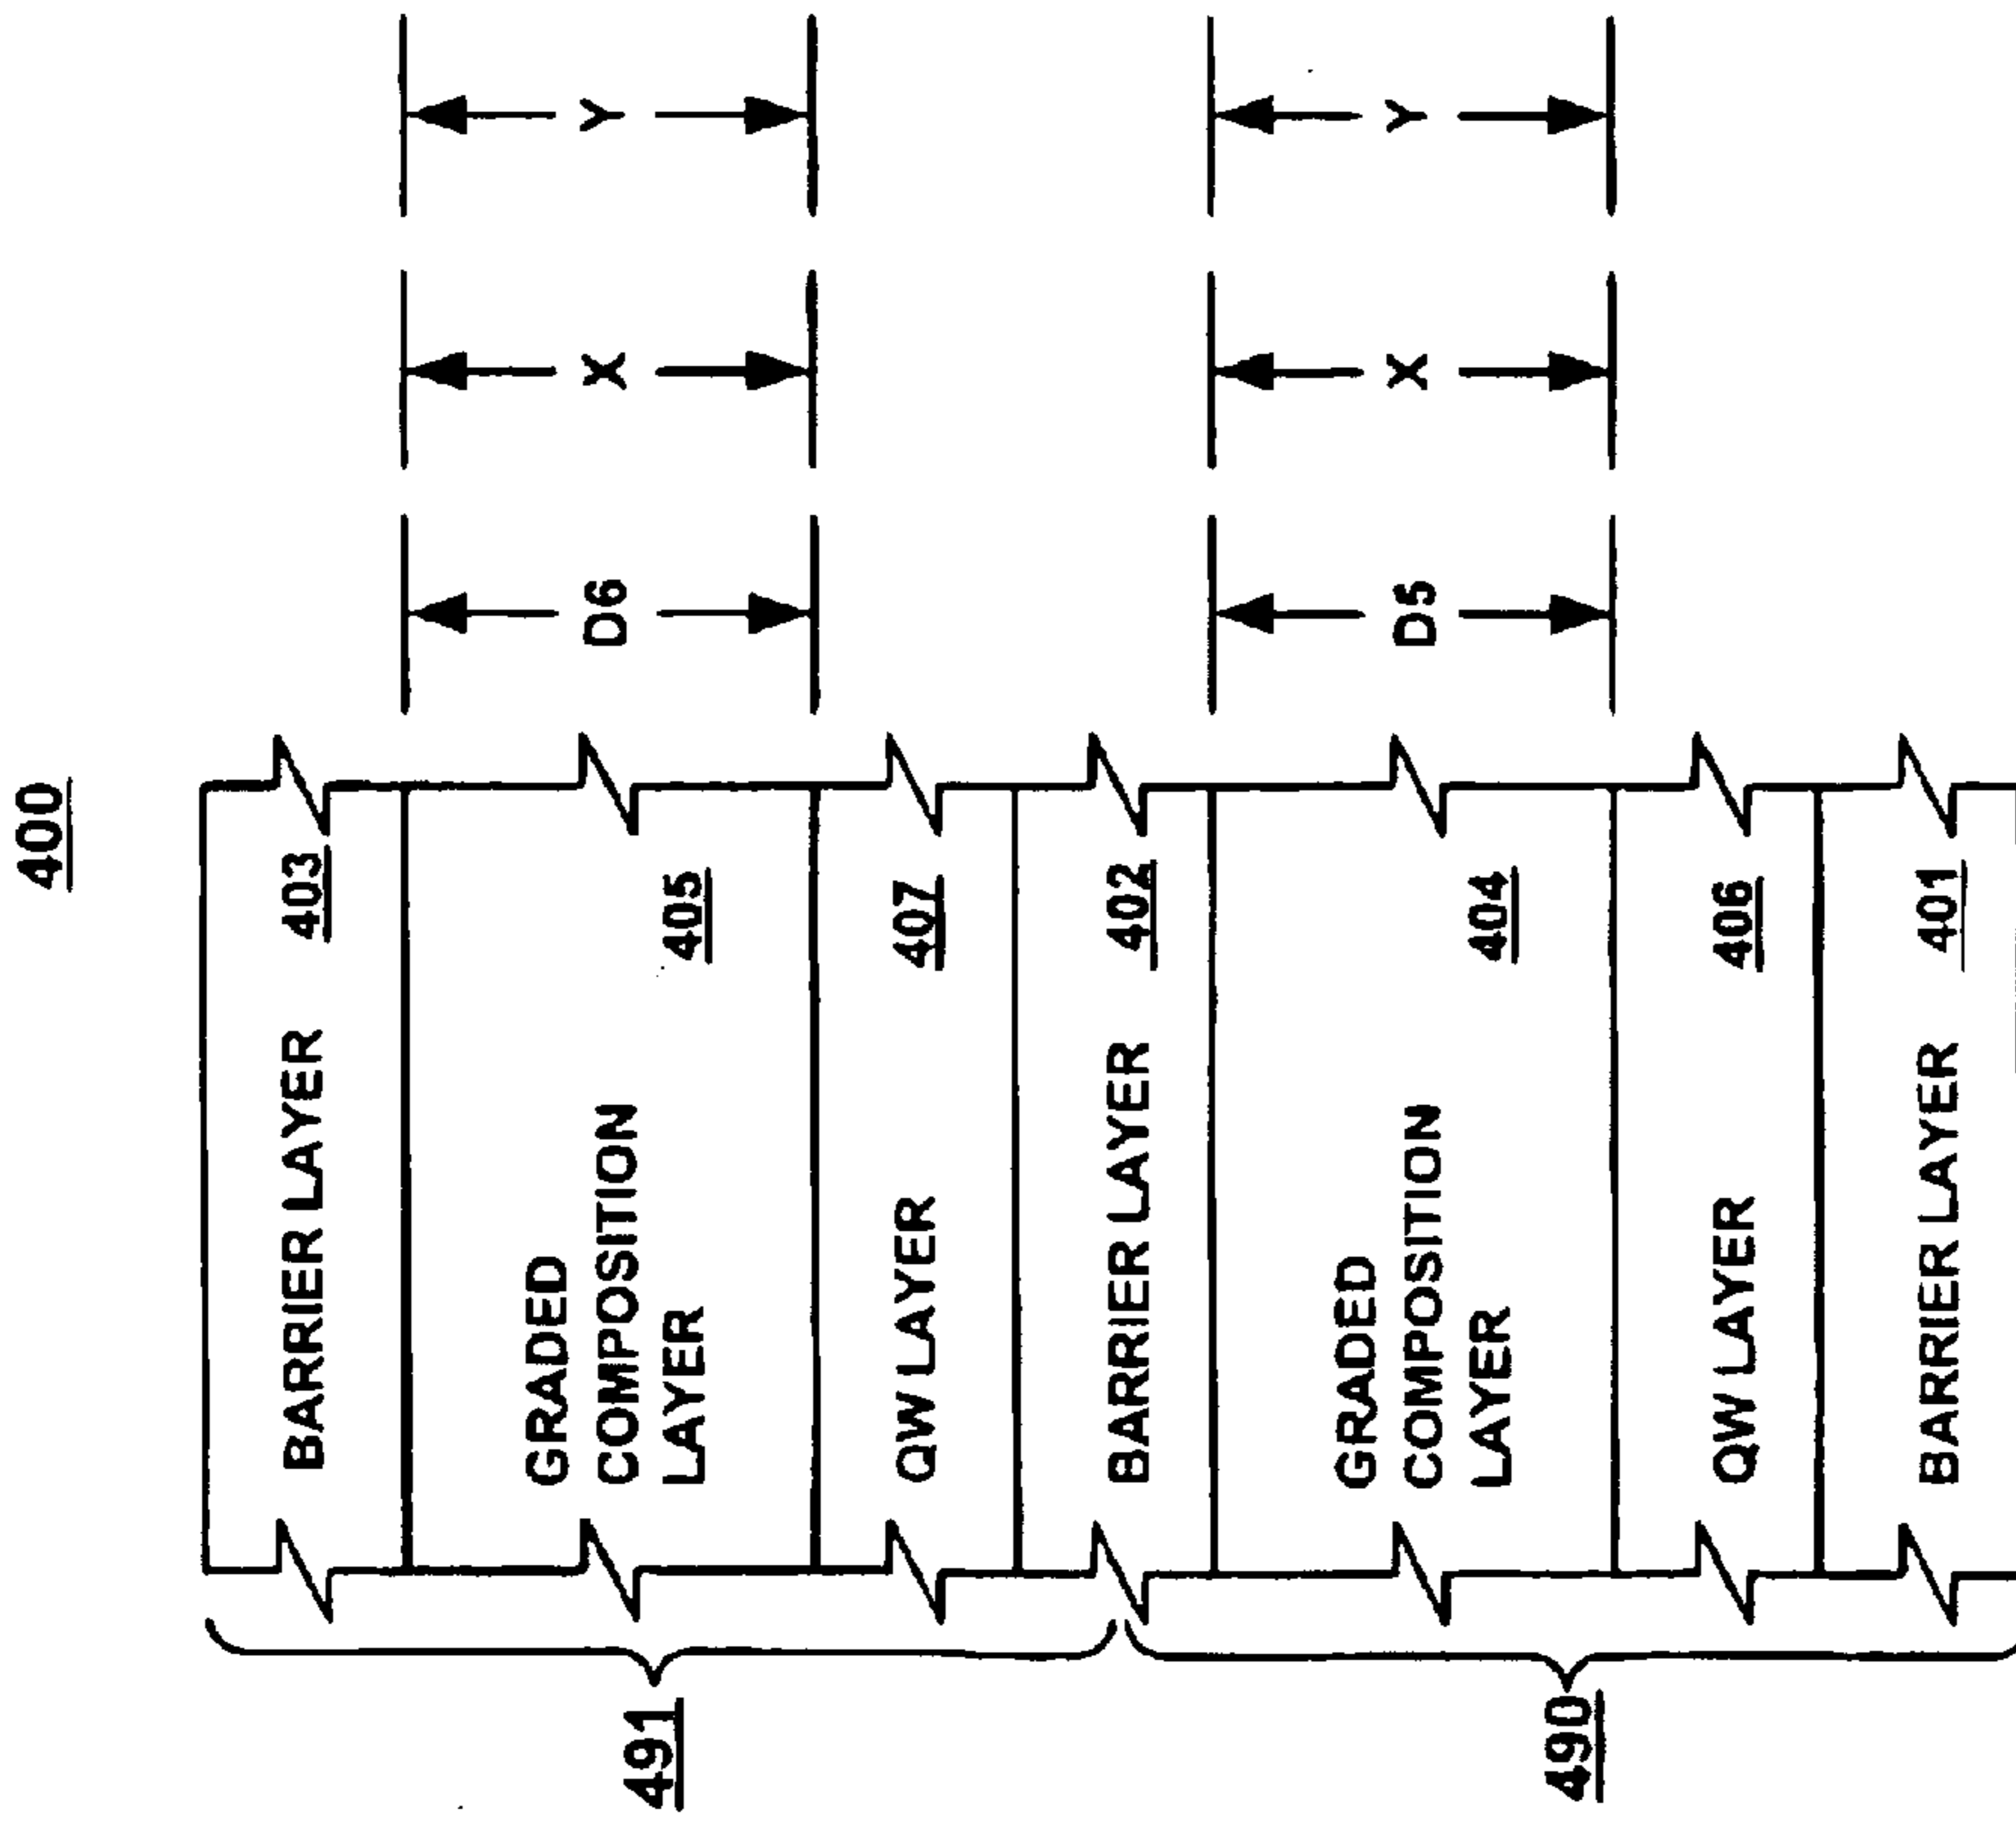 400
BARRIER LAYER 403
GRADED
COMPOSITION
LAYER 405
QW LAYER 407
BARRIER LAYER 402
GRADED
COMPOSITION
LAYER 404
QW LAYER 406
BARRIER LAYER 401
D6
X
Y
D5
X
Y
491
490